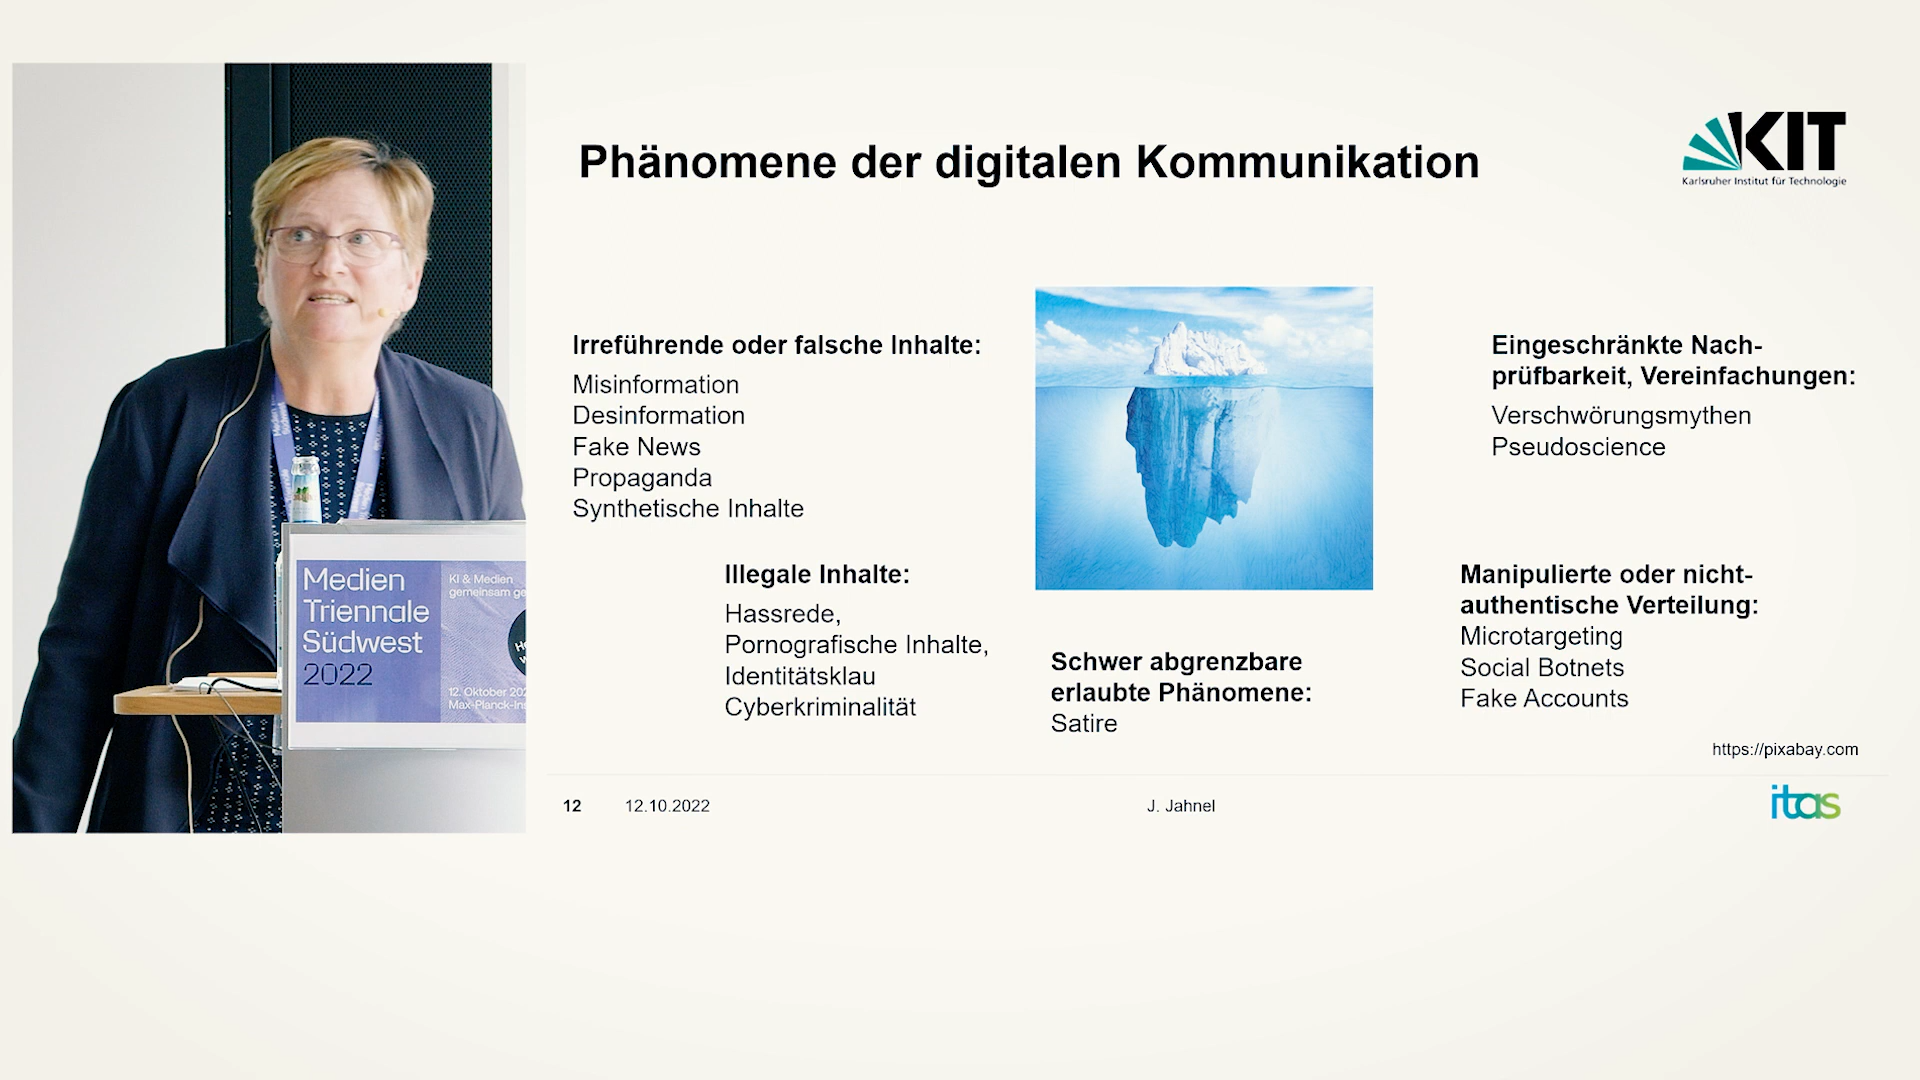 Phänomene der digitalen Kommunikation
KIT
Karlsruher Institut für Technologie
Irreführende oder falsche Inhalte:
Misinformation
Desinformation
Fake News
Propaganda
Synthetische Inhalte
Illegale Inhalte:
Hassrede,
Pornografische Inhalte,
Identitätsklau
Cyberkriminalität
Schwer abgrenzbare
erlaubte Phänomene:
Satire
Eingeschränkte Nach-
prüfbarkeit, Vereinfachungen:
Verschwörungsmythen
Pseudoscience
Manipulierte oder nicht-
authentische Verteilung:
Microtargeting
Social Botnets
Fake Accounts
https://pixabay.com
12
12.10.2022
J. Jahnel
itas
Medien
Triennale
Südwest
2022
KI & Medien
gemeinsam ge
12. Oktober 202
Max-Planck-Ins